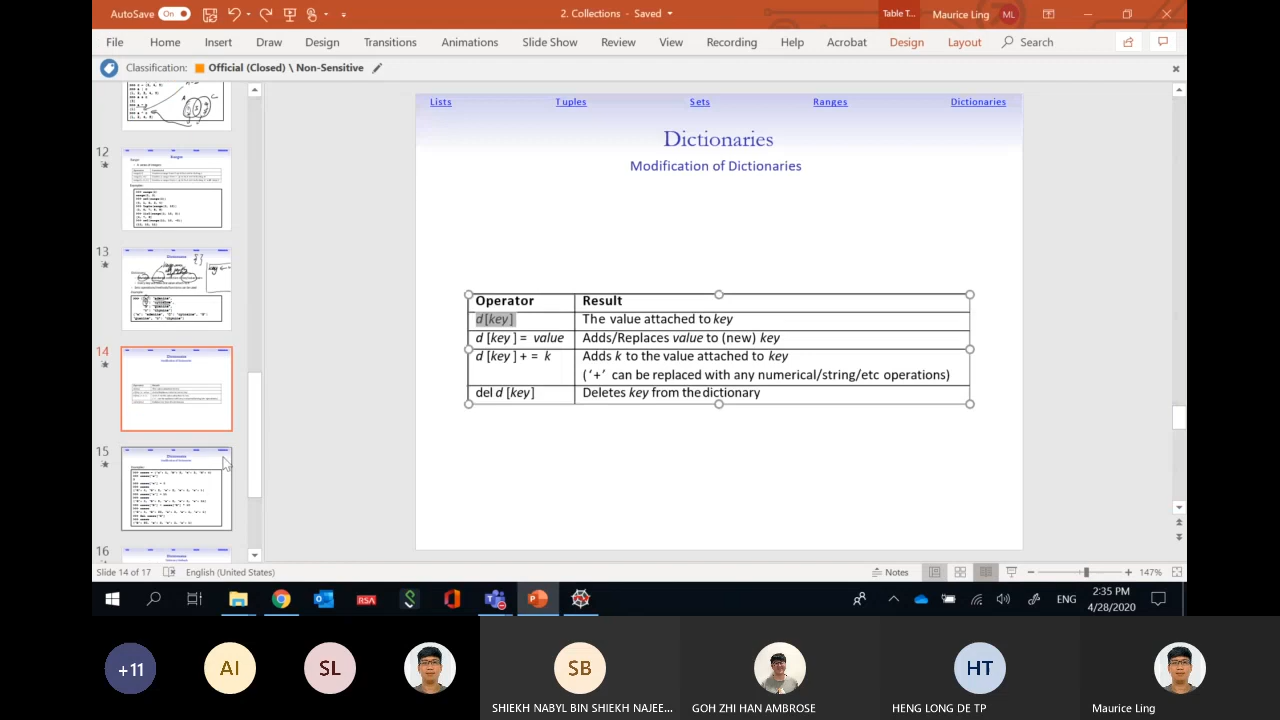 AutoSave On
2. Collections - Saved
Table T...
Maurice Ling ML
File Home Insert Draw Design Transitions Animations Slide Show Review View Recording Help Acrobat Design Layout Search
Classification: Official (Closed) \ Non-Sensitive
12
13
14
15
16
Lists Tuples Sets Ranges Dictionaries
Dictionaries
Modification of Dictionaries
Operator Result
d[key] The value attached to key
d [key] = value Adds/Replaces value to (new) key
d [key] + = k Adds k to the value attached to key
(‘+’ can be replaced with any numerical/string/etc operations)
del d [key] Deletes key from thedictionary
Slide 14 of 17 English (United States) Notes 147%
RSA
ENG
2:35 PM
4/28/2020
+11 AI SL SB HT
SHIEKH NABYL BIN SHIEKH NAJEE... GOH ZHI HAN AMBROSE HENG LONG DE TP Maurice Ling